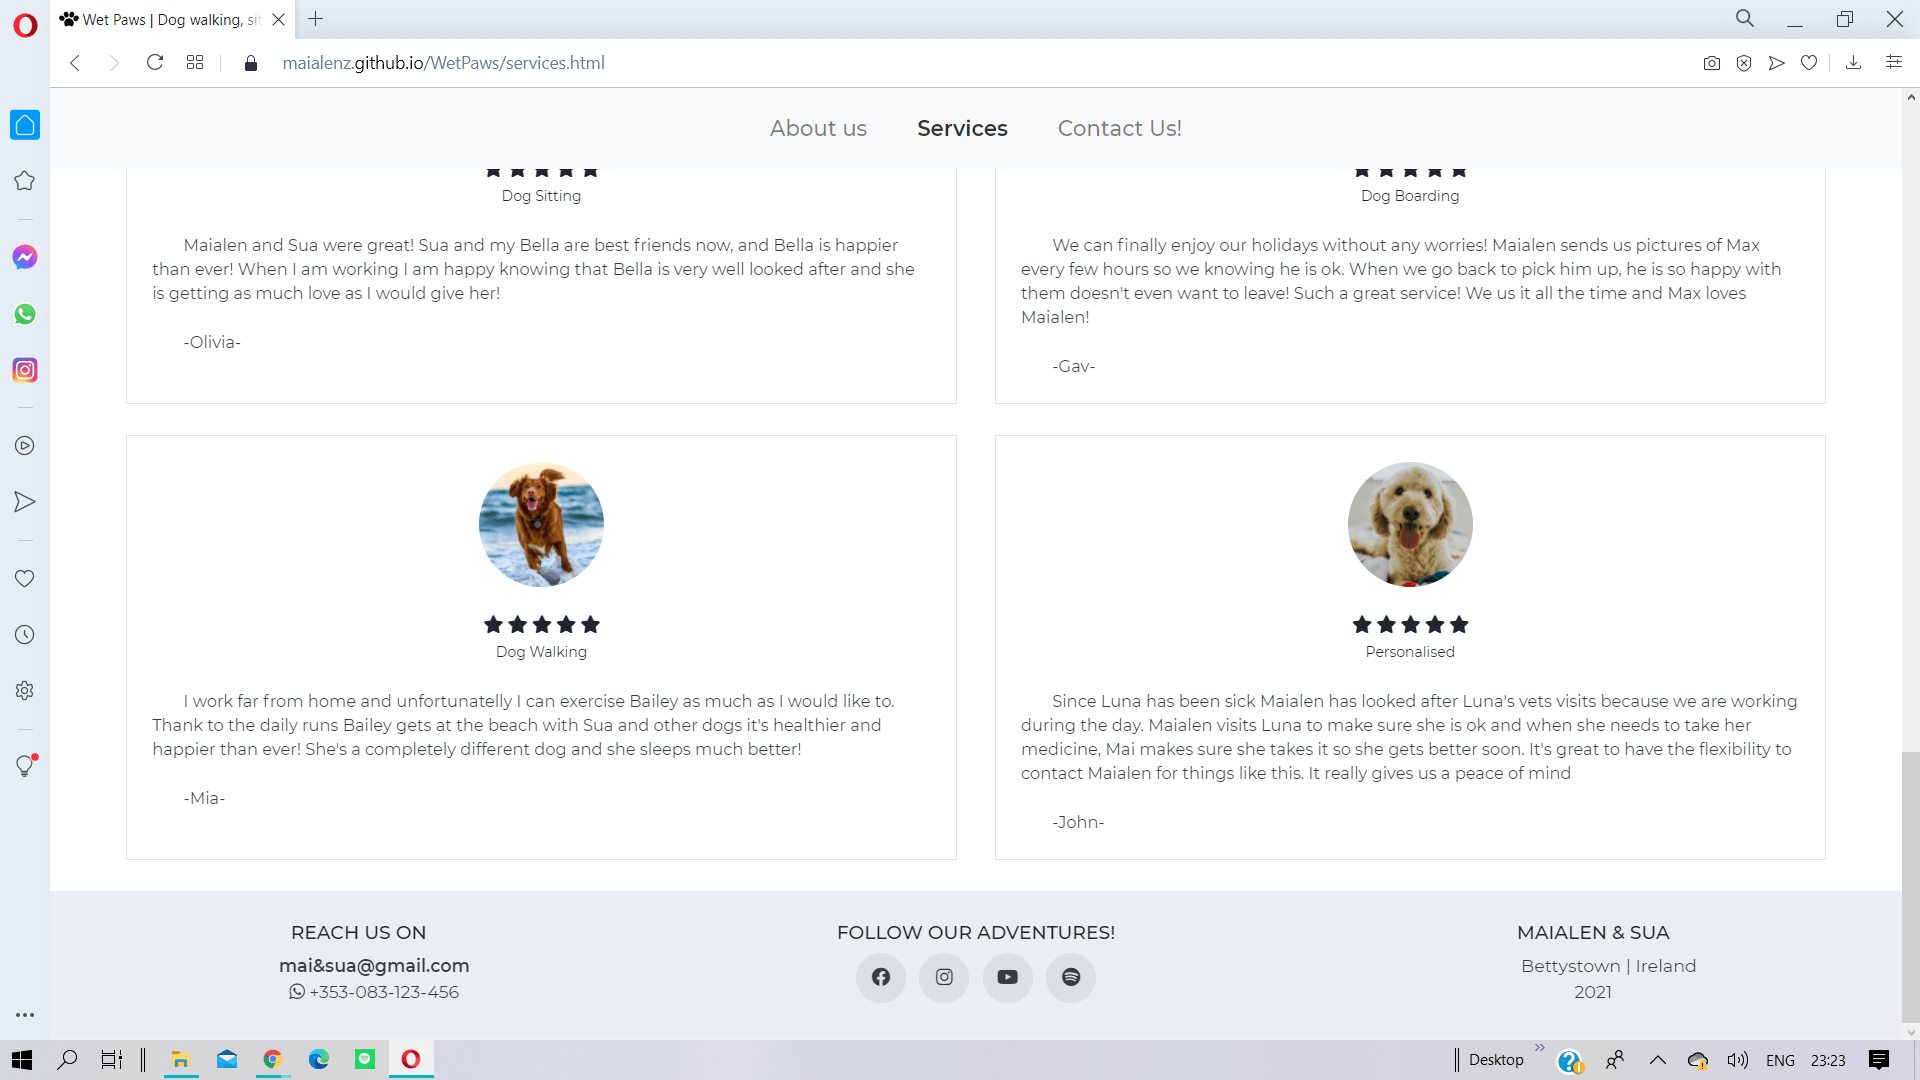 Wet Paws | Dog walking, sit
maialenz.github.io/WetPaws/services.html
About us
Services
Contact Us!
Dog Sitting
Maialen and Sua were great! Sua and my Bella are best friends now, and Bella is happier
than ever! When I am working I am happy knowing that Bella is very well looked after and she
is getting as much love as I would give her!
-Olivia-
Dog Boarding
We can finally enjoy our holidays without any worries! Maialen sends us pictures of Max
every few hours so we knowing he is ok. When we go back to pick him up, he is so happy with
them doesn't even want to leave! Such a great service! We us it all the time and Max loves
Maialen!
-Gav-
Dog Walking
I work far from home and unfortunatelly I can exercise Bailey as much as I would like to.
Thank to the daily runs Bailey gets at the beach with Sua and other dogs it's healthier and
happier than ever! She's a completely different dog and she sleeps much better!
-Mia-
Personalised
Since Luna has been sick Maialen has looked after Luna's vets visits because we are working
during the day. Maialen visits Luna to make sure she is ok and when she needs to take her
medicine, Mai makes sure she takes it so she gets better soon. It's great to have the flexibility to
contact Maialen for things like this. It really gives us a peace of mind
-John-
REACH US ON
mai&sua@gmail.com
+353-083-123-456
FOLLOW OUR ADVENTURES!
MAIALEN & SUA
Bettystown | Ireland
2021
Desktop
ENG
23:23